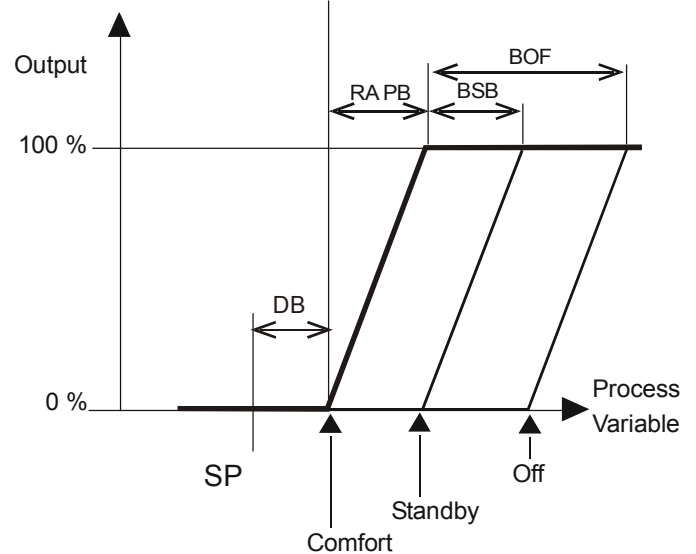 Output
BOF
RA PB
BSB
100 %
DB
0 %
Process
Variable
SP
Off
Standby
Comfort